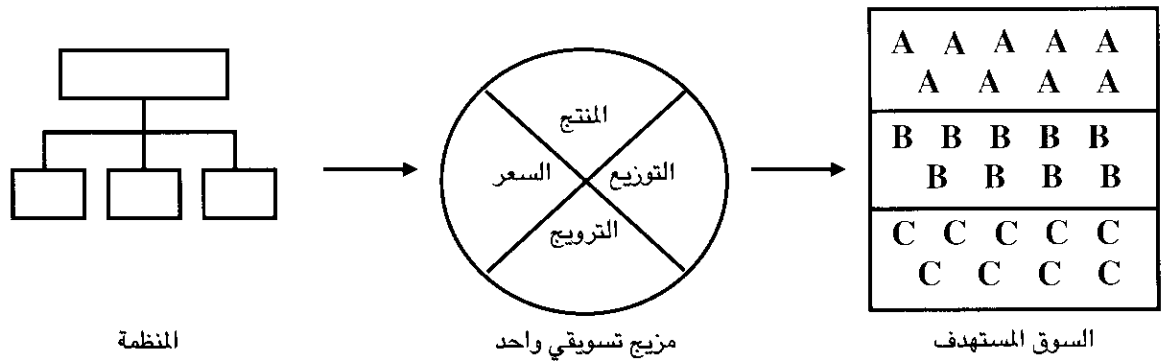 المنتج
السعر
التوزيع
الترويج
A A A A A
A A A A
B B B B B
B B B B
C C C C C
C C C C
المنظمة
مزيج تسويقي واحد
السوق المستهدف